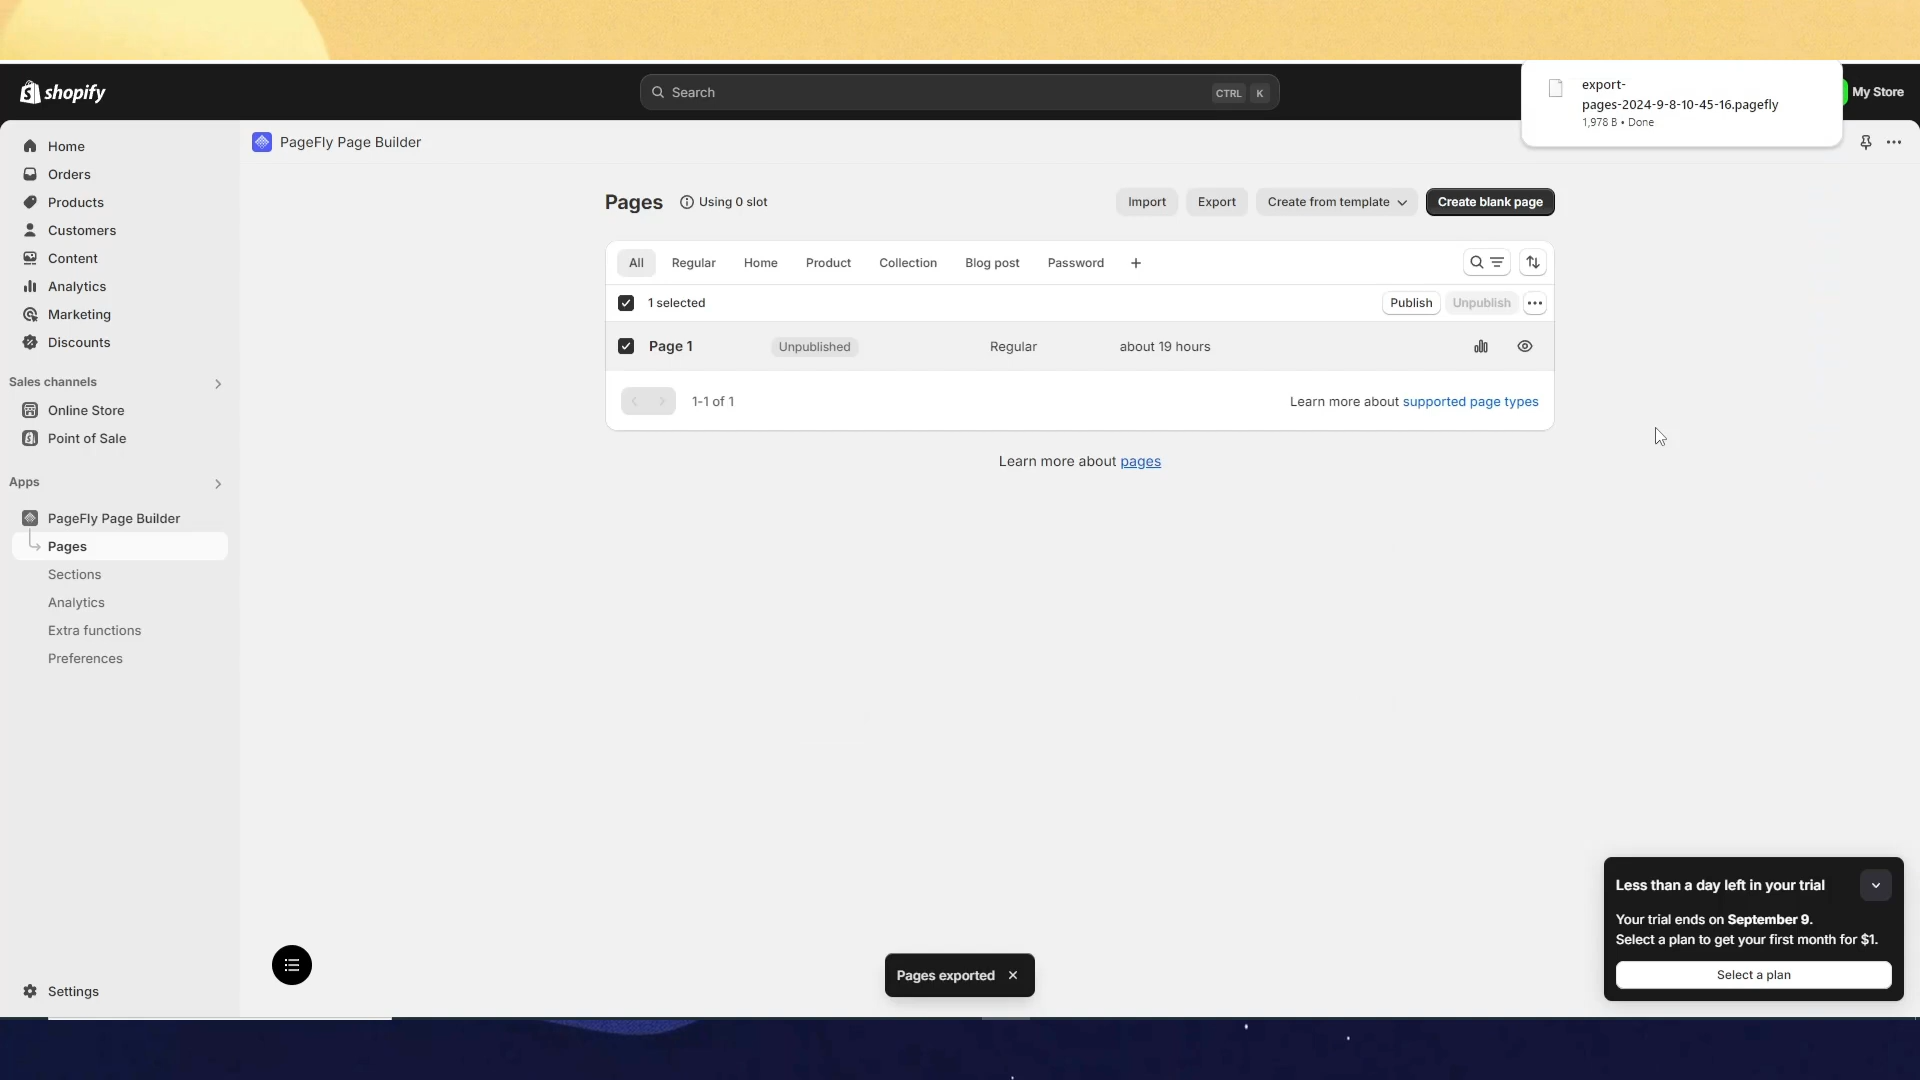 shopify
Search
CTRL K
export-
pages-2024-9-8-10-45-16.pagefly
1,978 B • Done
My Store
Home
Orders
Products
Customers
Content
Analytics
Marketing
Discounts
Sales channels
Online Store
Point of Sale
Apps
PageFly Page Builder
Pages
Sections
Analytics
Extra functions
Preferences
Settings
PageFly Page Builder
Pages Using 0 slot
Import Export Create from template Create blank page
All Regular Home Product Collection Blog post Password +
1 selected Publish Unpublish
Page 1 Unpublished Regular about 19 hours
1-1 of 1 Learn more about supported page types
Learn more about pages
Pages exported
Less than a day left in your trial
Your trial ends on September 9.
Select a plan to get your first month for $1.
Select a plan